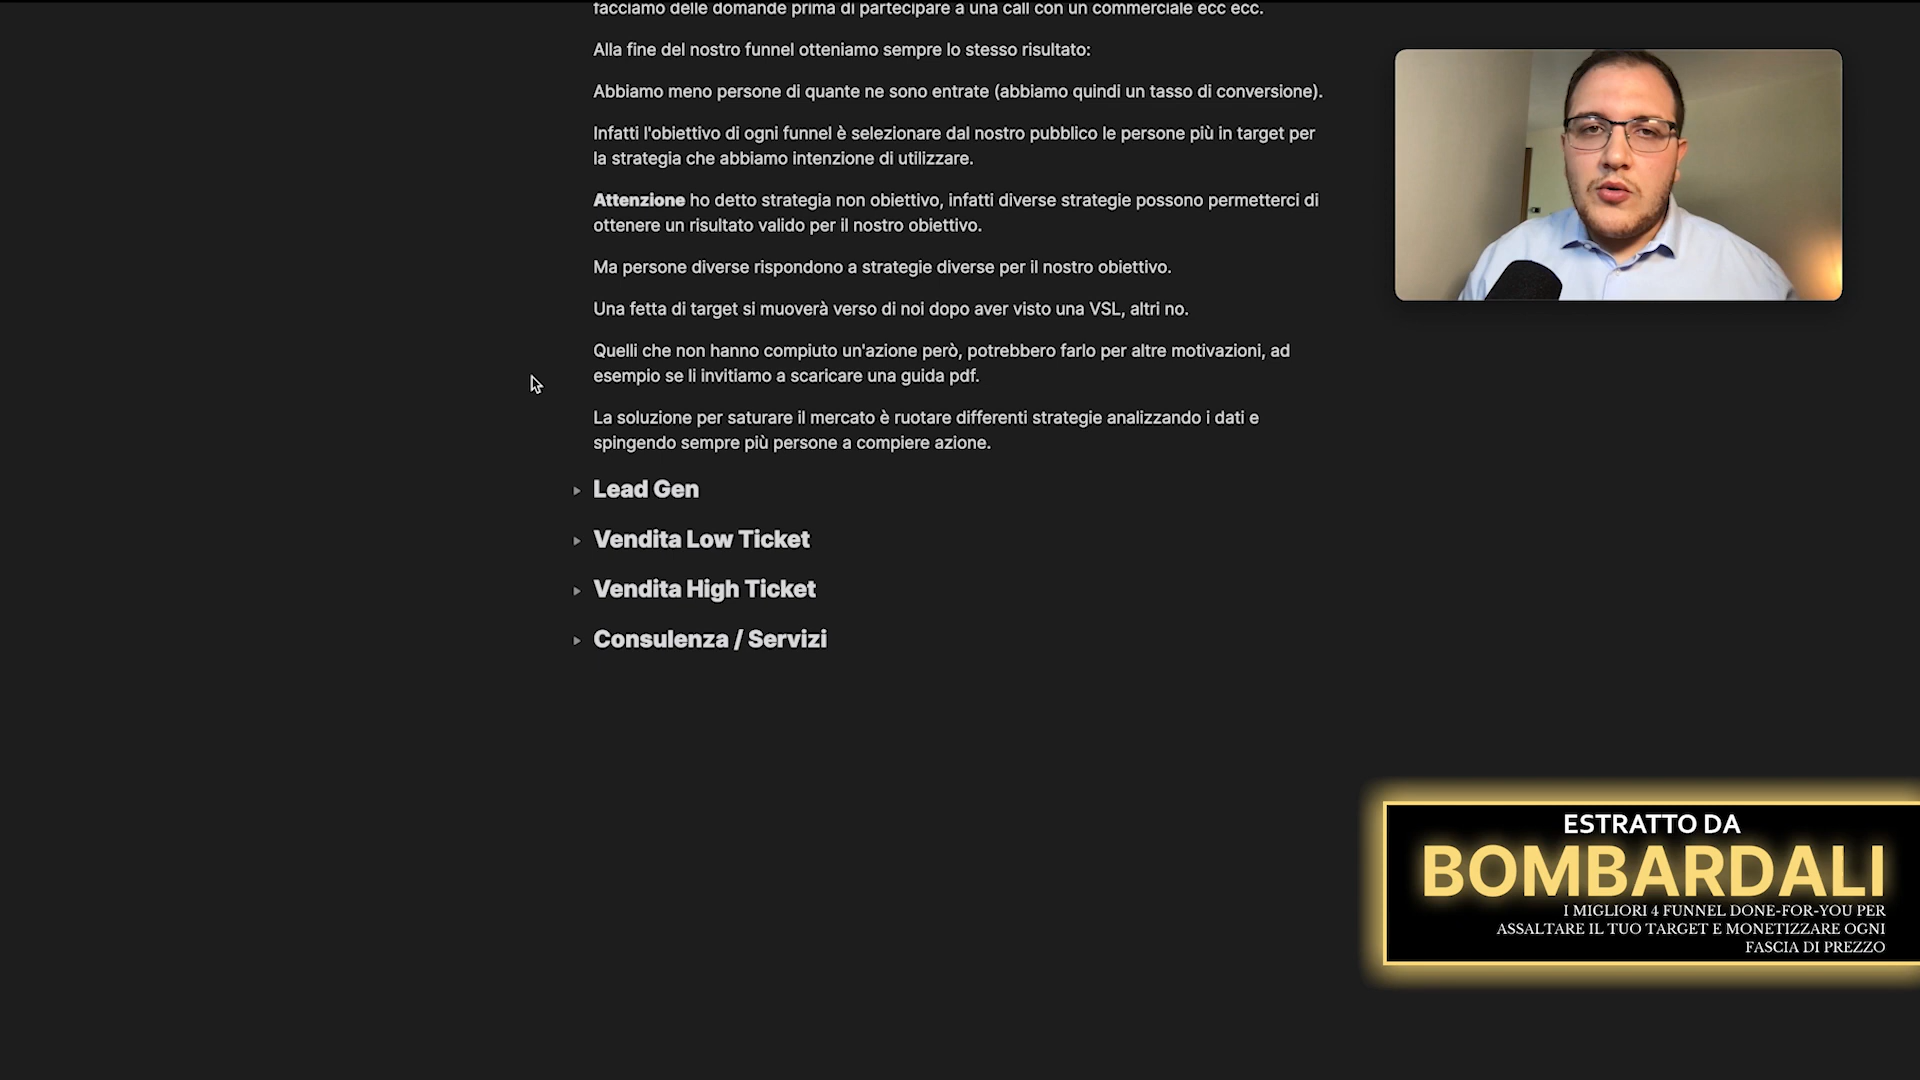 facciamo delle domande prima di partecipare a una call con un commerciale ecc ecc.
Alla fine del nostro funnel otteniamo sempre lo stesso risultato:
Abbiamo meno persone di quante ne sono entrate (abbiamo quindi un tasso di conversione).
Infatti l'obiettivo di ogni funnel è selezionare dal nostro pubblico le persone più in target per
la strategia che abbiamo intenzione di utilizzare.
Attenzione ho detto strategia non obiettivo, infatti diverse strategie possono permetterci di
ottenere un risultato valido per il nostro obiettivo.
Ma persone diverse rispondono a strategie diverse per il nostro obiettivo.
Una fetta di target si muoverà verso di noi dopo aver visto una VSL, altri no.
Quelli che non hanno compiuto un'azione però, potrebbero farlo per altre motivazioni, ad
esempio se li invitiamo a scaricare una guida pdf.
La soluzione per saturare il mercato è ruotare differenti strategie analizzando i dati e
spingendo sempre più persone a compiere azione.
Lead Gen
Vendita Low Ticket
Vendita High Ticket
Consulenza / Servizi
ESTRATTO DA
BOMBARDALI
I MIGLIORI 4 FUNNEL DONE-FOR-YOU PER
ASSALTARE IL TUO TARGET E MONETIZZARE OGNI
FASCIA DI PREZZO